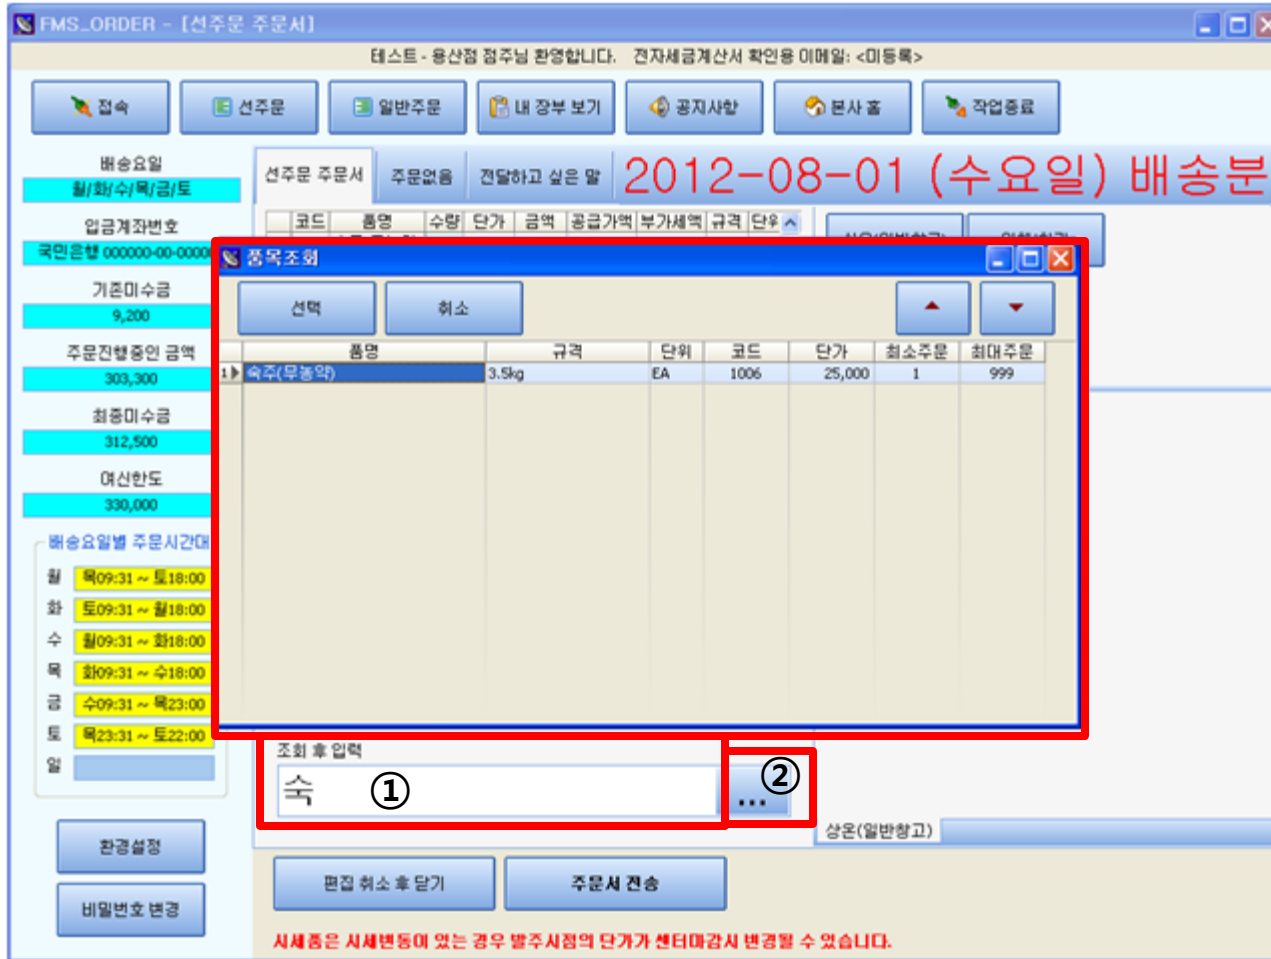 FMS_ORDER - [선주문 주문서]
테스트 - 용산점 점주님 환영합니다. 전자세금계산서 확인용 이메일: <미등록>
접속 선주문 일반주문 내 장부 보기 공지사항 본사 홈 작업종료
배송요일
월/화/수/목/금/토
입금계좌번호
국민은행 000000-00-0000
기존미수금
9,200
주문진행중인 금액
303,300
최종미수금
312,500
여신한도
330,000
배송요일별 주문시간대
월 목09:31 ~ 토18:00
화 토09:31 ~ 월18:00
수 월09:31 ~ 화18:00
목 화09:31 ~ 수18:00
금 수09:31 ~ 목23:00
토 목23:31 ~ 토22:00
일
환경설정
비밀번호 변경
선주문 주문서 주문없음 전달하고 싶은 말 2012-08-01 (수요일) 배송분
코드 품명 수량 단가 금액 공급가액 부가세액 규격 단위
품목조회
선택 취소
품명 규격 단위 코드 단가 최소주문 최대주문
1 숙주(무농약) 3.5kg EA 1006 25,000 1 999
조회 후 입력
숙 ① ... ②
상온(일반창고)
편집 취소 후 닫기 주문서 전송
시세품은 시세변동이 있는 경우 발주시점의 단가가 센터마감시 변경될 수 있습니다.